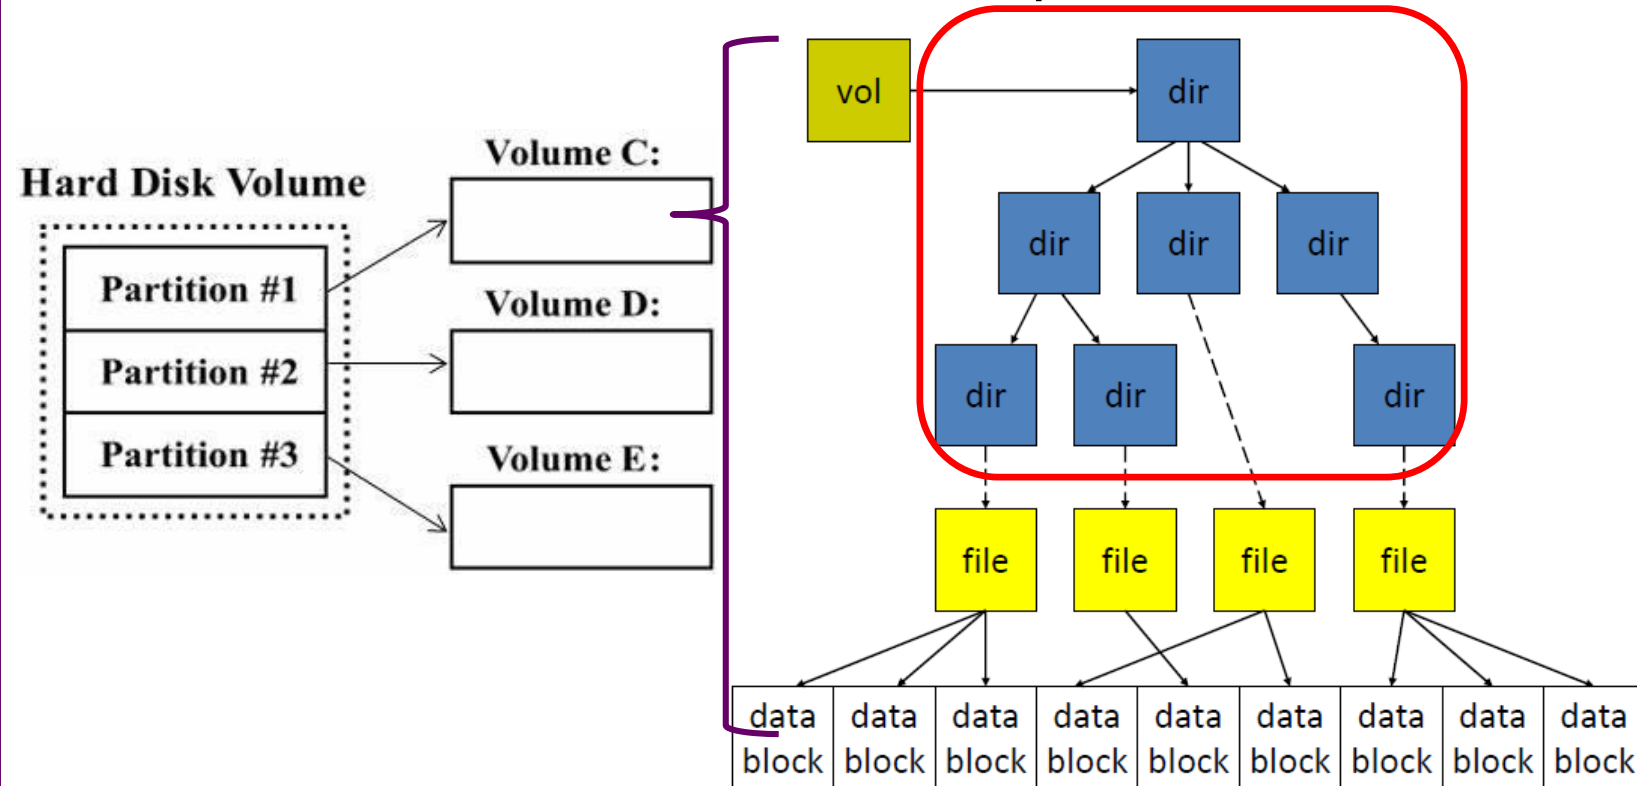 Hard Disk Volume
Partition #1
Partition #2
Partition #3
Volume C:
Volume D:
Volume E:
vol
dir
dir
dir
dir
dir
dir
dir
file
file
file
file
data block
data block
data block
data block
data block
data block
data block
data block
data block